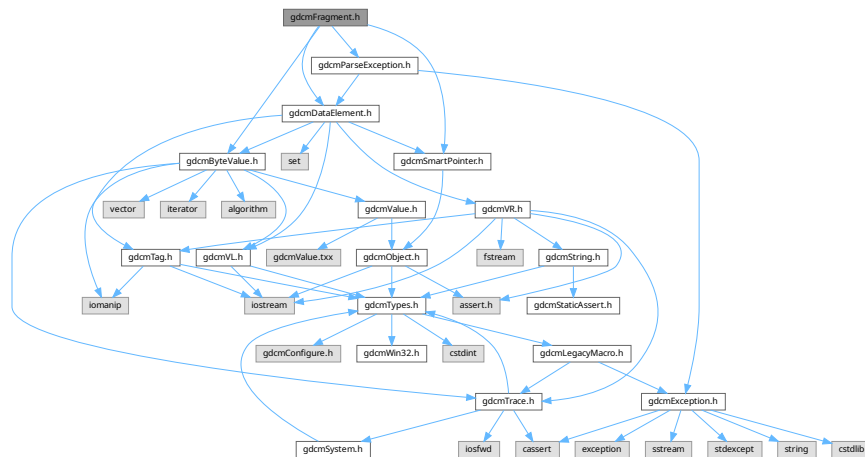 gdcmFragment.h
gdcmParseException.h
gdcmDataElement.h
gdcmByteValue.h
set
gdcmSmartPointer.h
vector
iterator
algorithm
gdcmValue.h
gdcmVR.h
gdcmTag.h
gdcmVL.h
gdcmValue.txx
gdcmObject.h
fstream
gdcmString.h
iomanip
iostream
gdcmTypes.h
assert.h
gdcmStaticAssert.h
gdcmConfigure.h
gdcmWin32.h
cstdint
gdcmLegacyMacro.h
gdcmTrace.h
gdcmException.h
gdcmSystem.h
iosfwd
cassert
exception
sstream
stdexcept
string
cstdlib